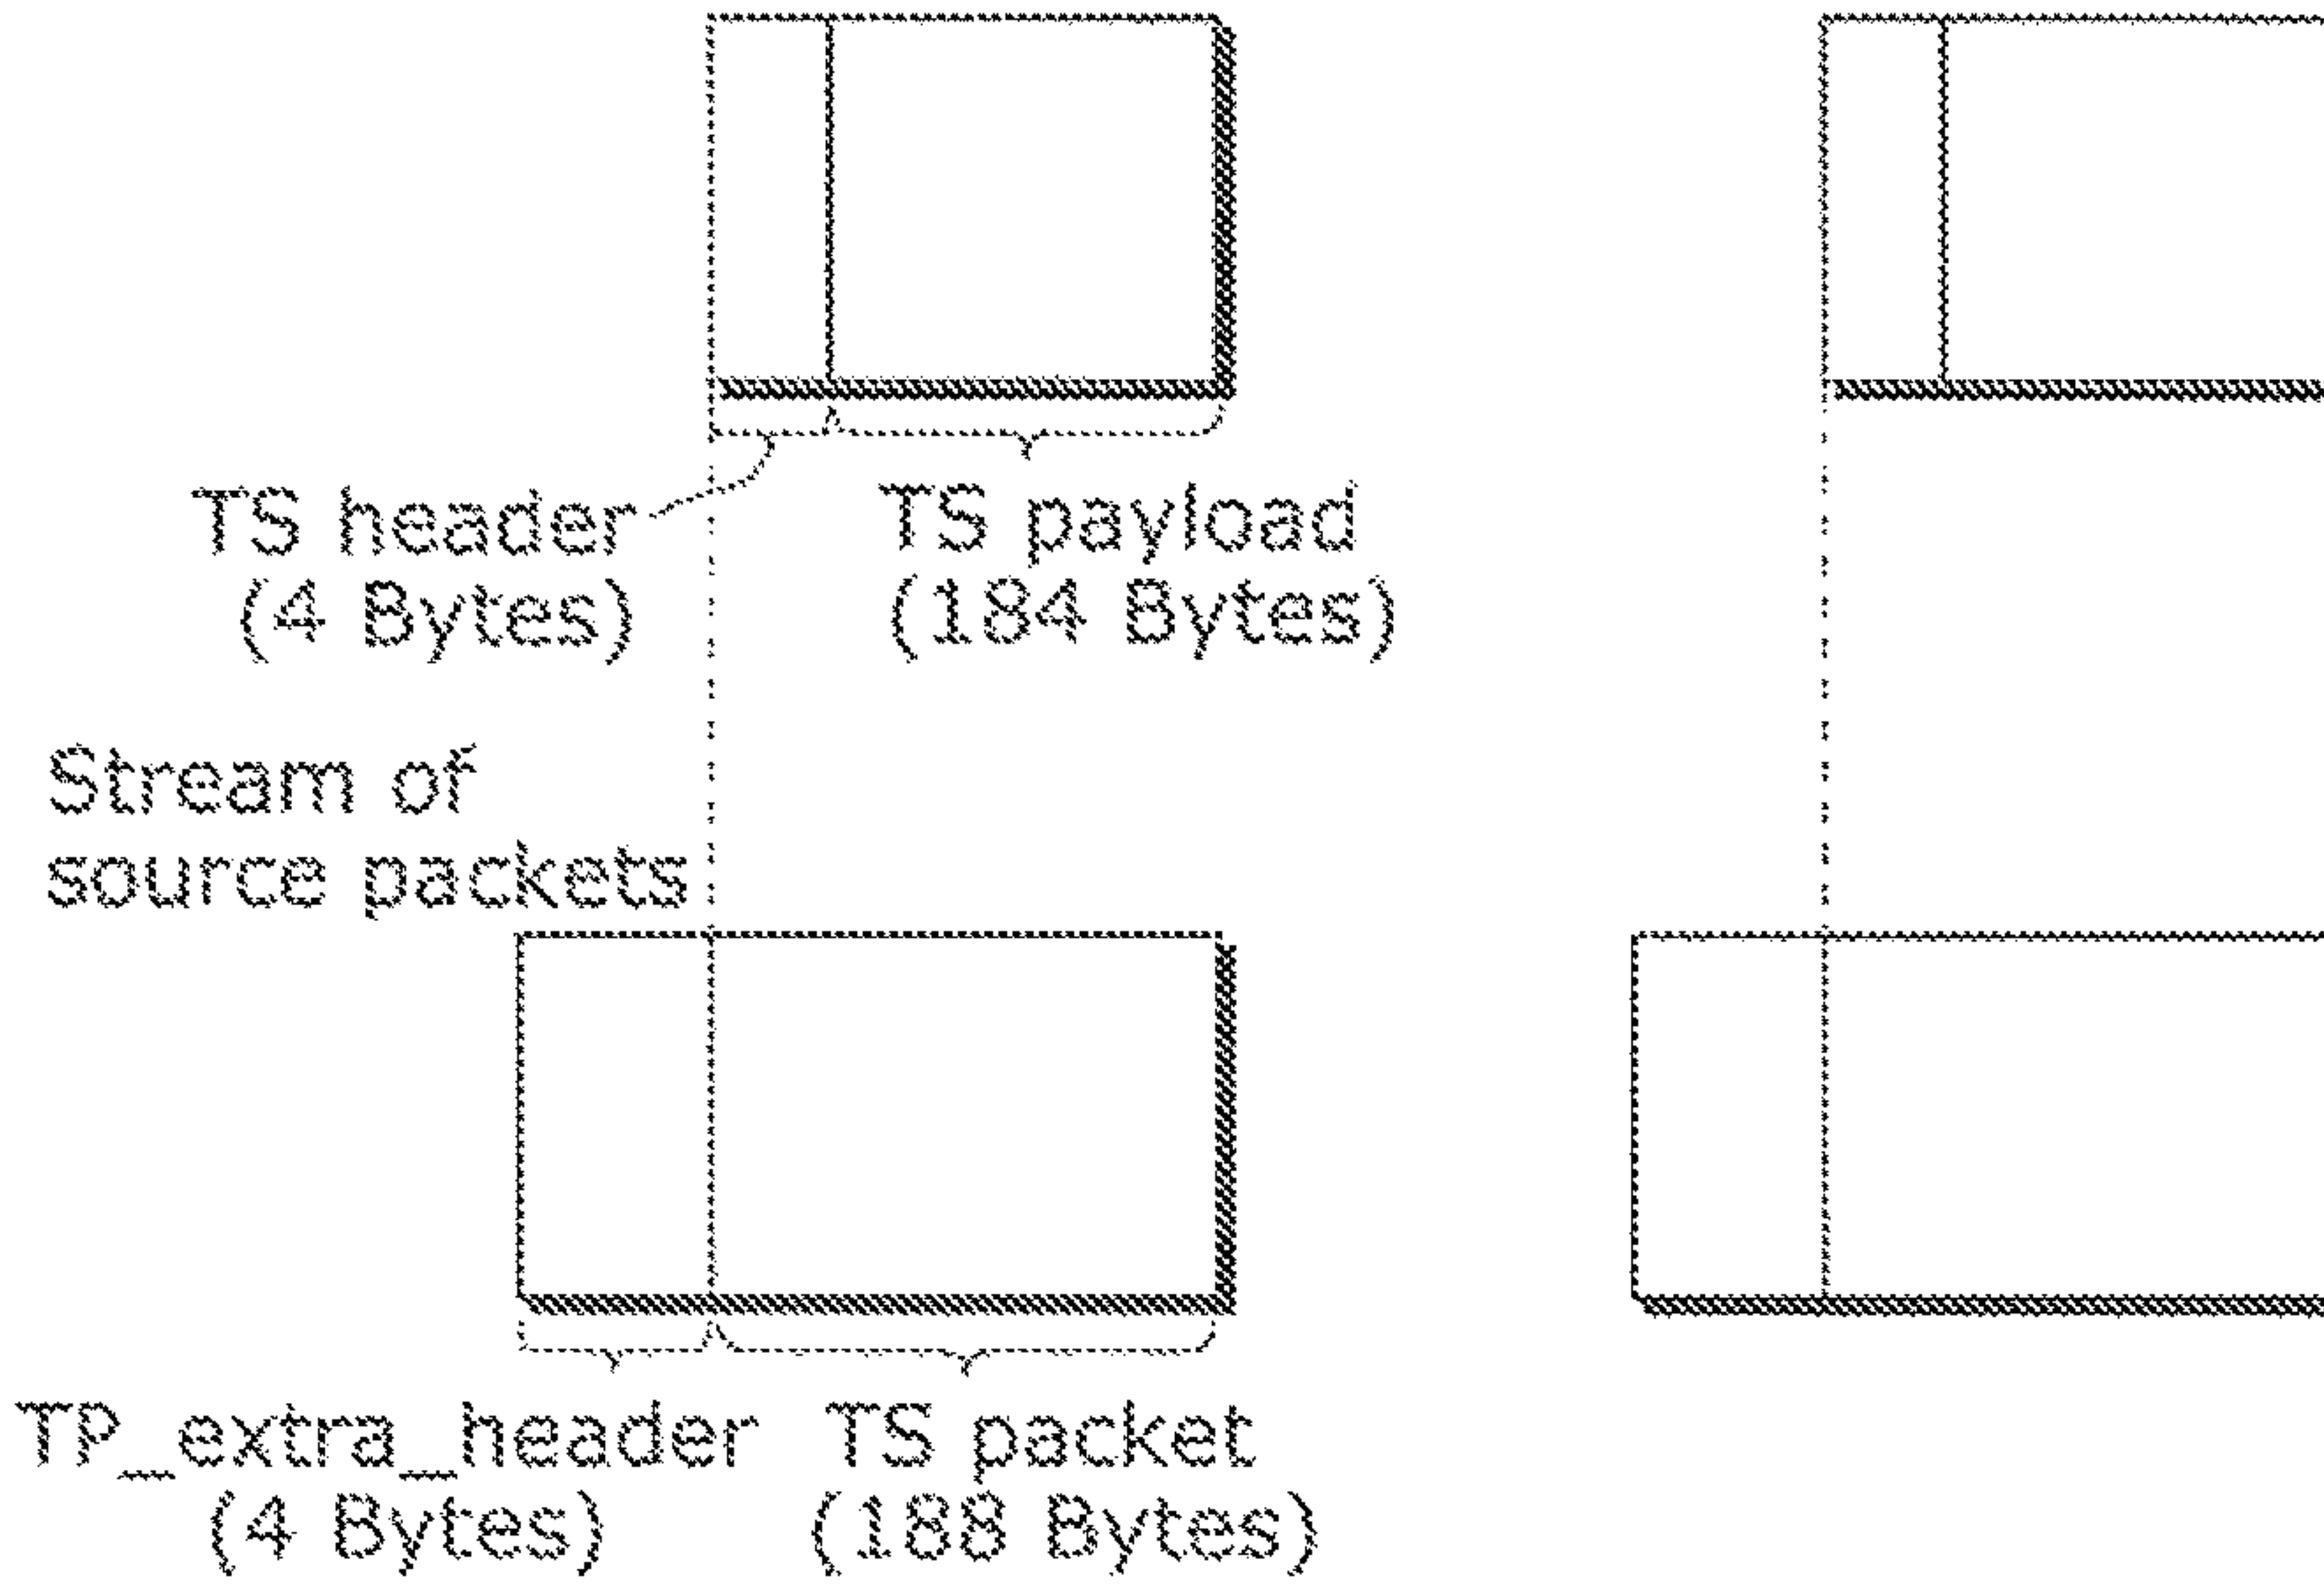 TS header TS payload
(4 Bytes) (184 Bytes)
Stream of
source packets
TP_extra_header TS packet
(4 Bytes) (188 Bytes)